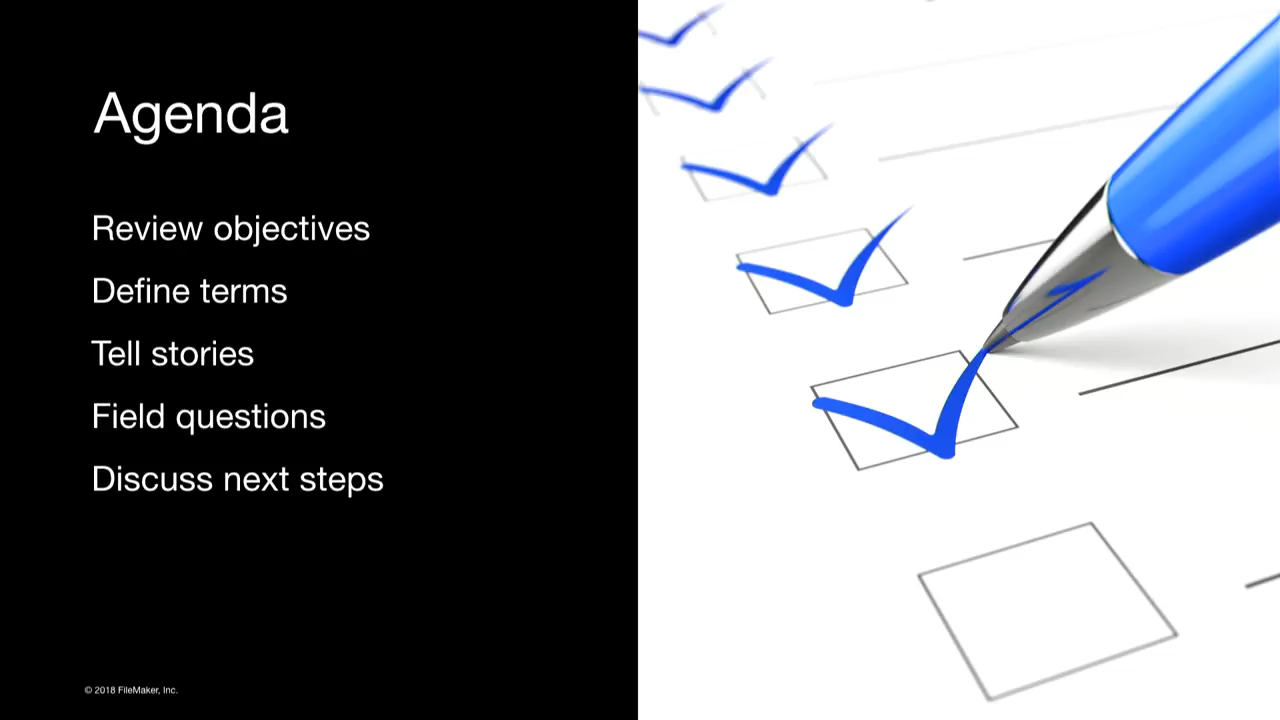 Agenda
Review objectives
Define terms
Tell stories
Field questions
Discuss next steps
© 2018 FileMaker, Inc.